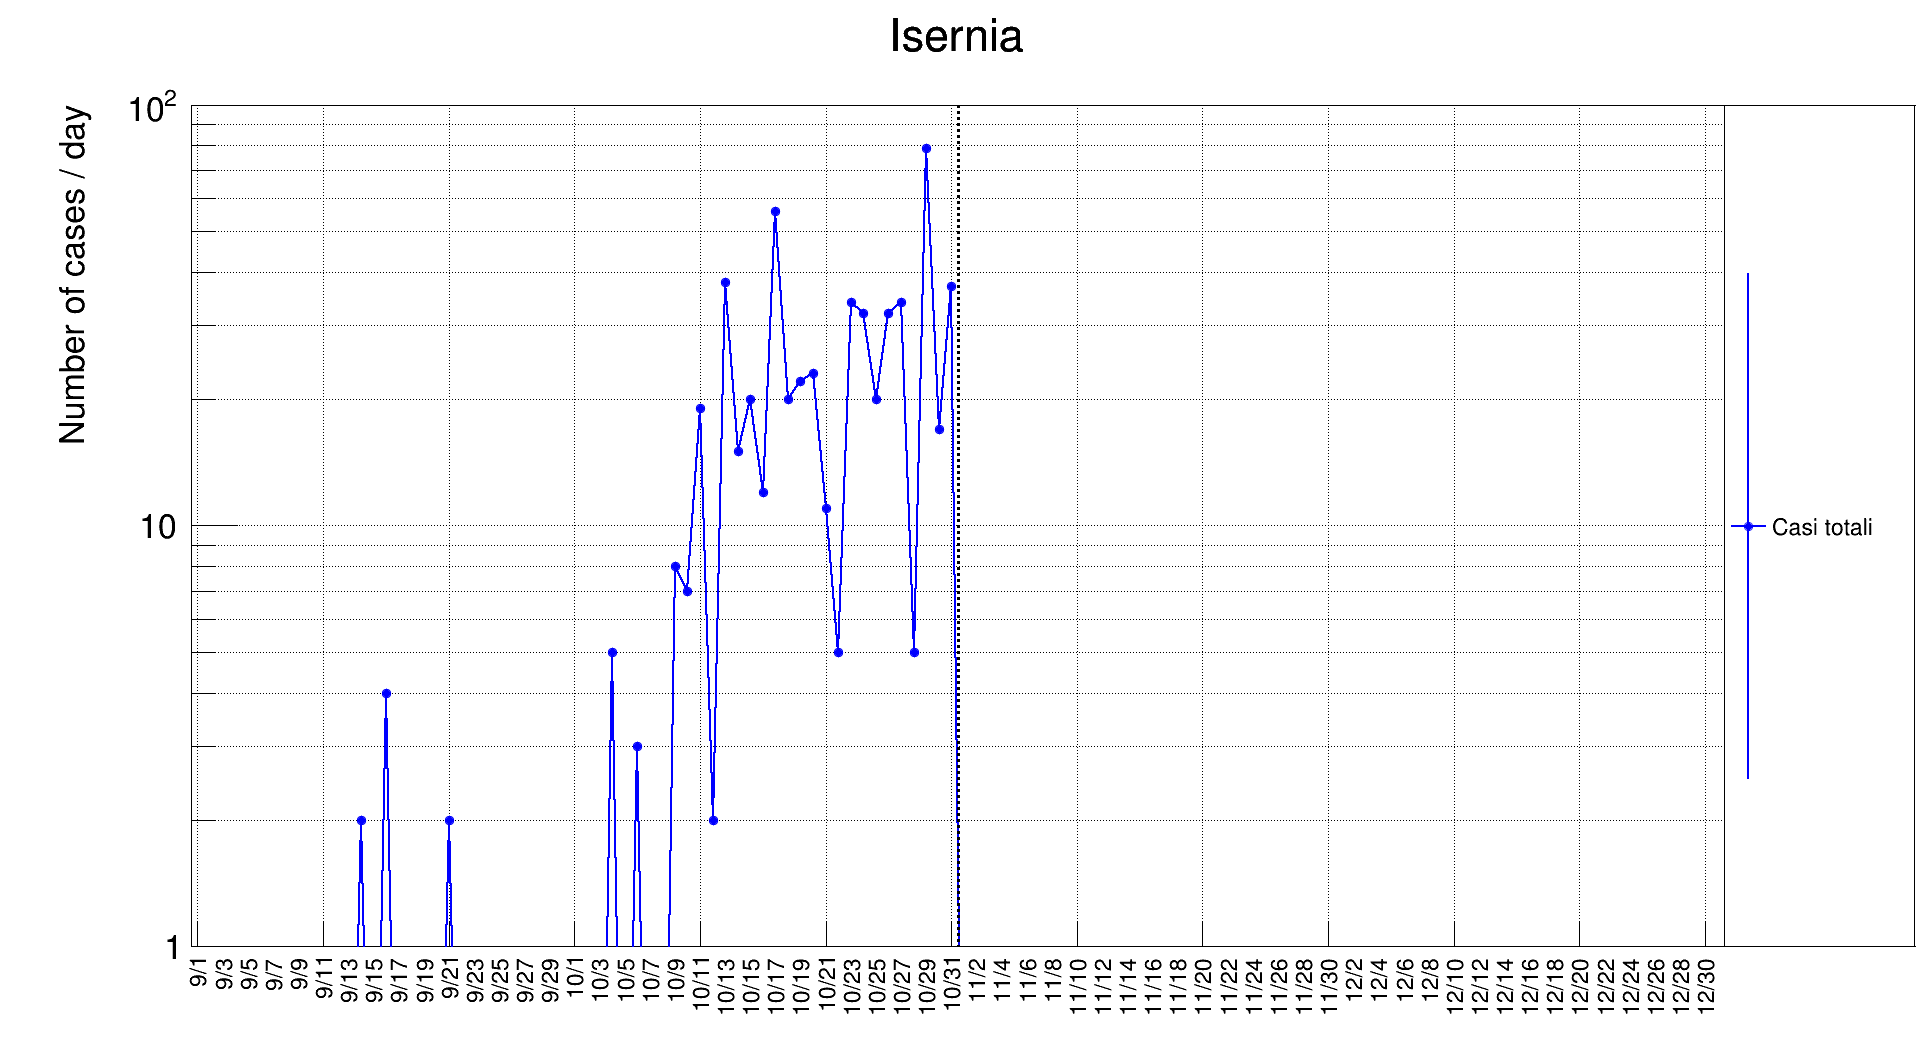 Isernia
Number of cases / day
10²
10
1
9/1 9/3 9/5 9/7 9/9 9/11 9/13 9/15 9/17 9/19 9/21 9/23 9/25 9/27 9/29 10/1 10/3 10/5 10/7 10/9 10/11 10/13 10/15 10/17 10/19 10/21 10/23 10/25 10/27 10/29 10/31 11/2 11/4 11/6 11/8 11/10 11/12 11/14 11/16 11/18 11/20 11/22 11/24 11/26 11/28 11/30 12/2 12/4 12/6 12/8 12/10 12/12 12/14 12/16 12/18 12/20 12/22 12/24 12/26 12/28 12/30
Casi totali